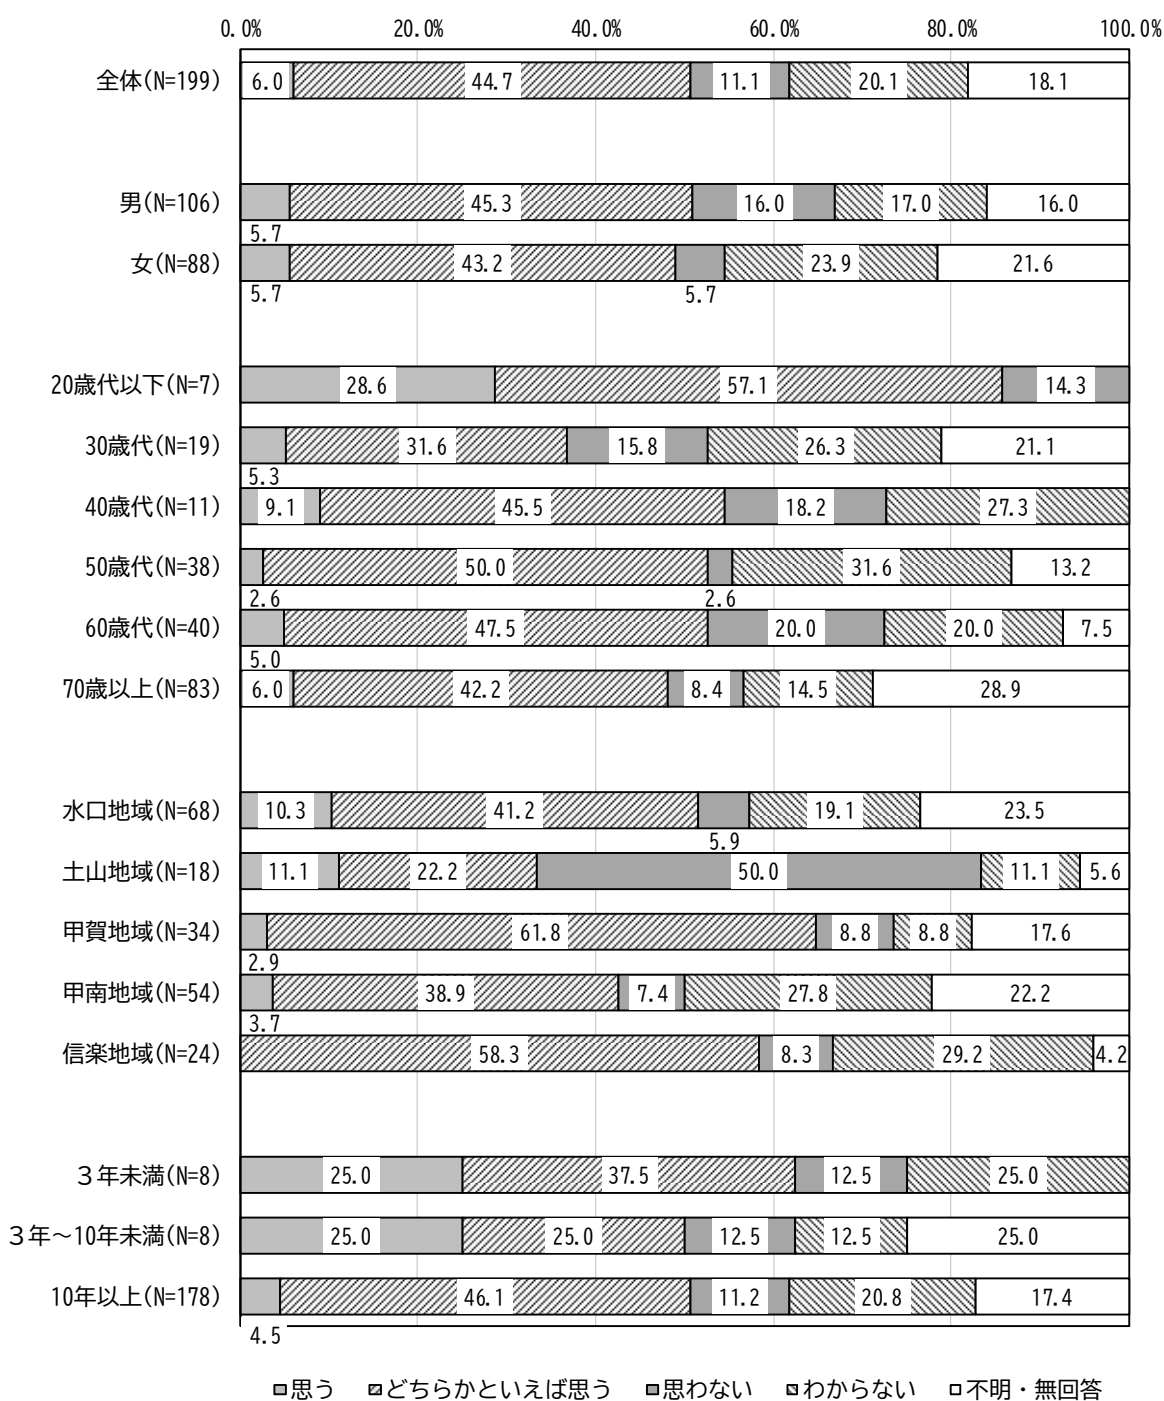 0.0% 20.0% 40.0% 60.0% 80.0% 100.0%
全体(N=199) 6.0 44.7 11.1 20.1 18.1
男(N=106) 45.3 16.0 17.0 16.0
5.7
女(N=88) 43.2 23.9 21.6
5.7 5.7
20歳代以下(N=7) 28.6 57.1 14.3
30歳代(N=19) 31.6 15.8 26.3 21.1
5.3
40歳代(N=11) 9.1 45.5 18.2 27.3
50歳代(N=38) 50.0 31.6 13.2
2.6 2.6
60歳代(N=40) 47.5 20.0 20.0 7.5
5.0
70歳以上(N=83) 6.0 42.2 8.4 14.5 28.9
水口地域(N=68) 10.3 41.2 19.1 23.5
5.9
土山地域(N=18) 11.1 22.2 50.0 11.1 5.6
甲賀地域(N=34) 61.8 8.8 8.8 17.6
2.9
甲南地域(N=54) 38.9 7.4 27.8 22.2
3.7
信楽地域(N=24) 58.3 8.3 29.2 4.2
３年未満(N=8) 25.0 37.5 12.5 25.0
３年～10年未満(N=8) 25.0 25.0 12.5 12.5 25.0
10年以上(N=178) 46.1 11.2 20.8 17.4
4.5
思う どちらかといえば思う 思わない わからない 不明・無回答